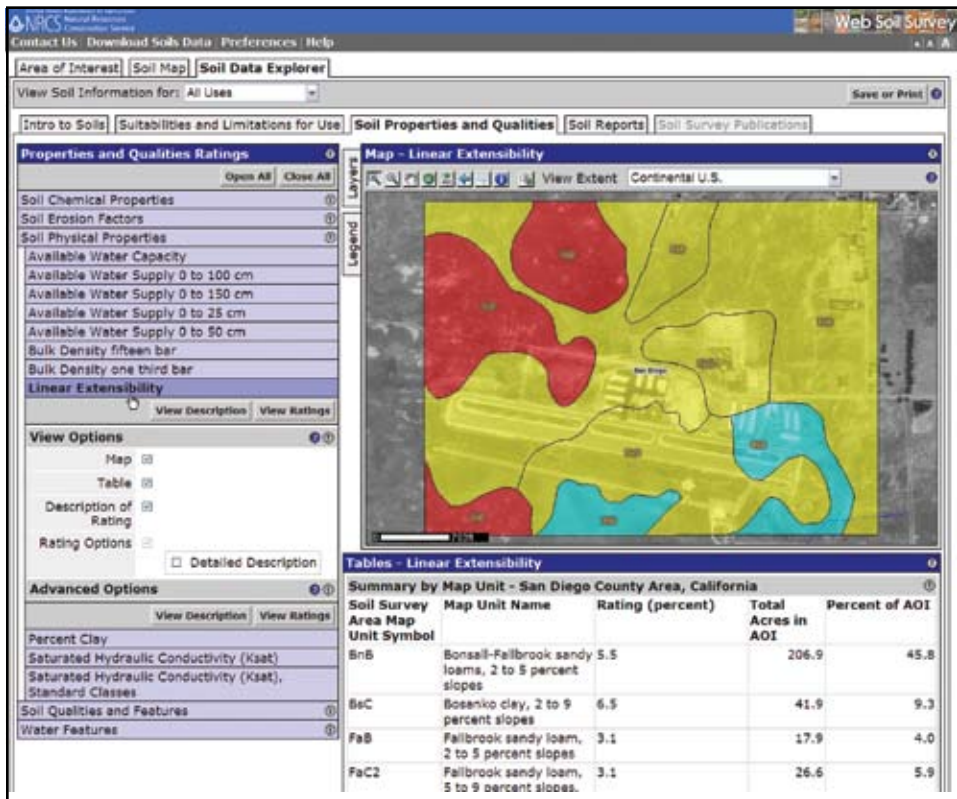 NRCS Natural Resources
Conservation Service
Web Soil Survey
Contact Us | Download Soils Data | Preferences | Help
A A A
Area of Interest Soil Map Soil Data Explorer
View Soil Information for: All Uses
Save or Print
Intro to Soils Suitabilities and Limitations for Use Soil Properties and Qualities Soil Reports Soil Survey Publications
Properties and Qualities Ratings
Open All Close All
Soil Chemical Properties
Soil Erosion Factors
Soil Physical Properties
Available Water Capacity
Available Water Supply 0 to 100 cm
Available Water Supply 0 to 150 cm
Available Water Supply 0 to 25 cm
Available Water Supply 0 to 50 cm
Bulk Density fifteen bar
Bulk Density one third bar
Linear Extensibility
View Description View Ratings
View Options
Map
Table
Description of
Rating
Rating Options
Detailed Description
Advanced Options
View Description View Ratings
Percent Clay
Saturated Hydraulic Conductivity (Ksat)
Saturated Hydraulic Conductivity (Ksat),
Standard Classes
Soil Qualities and Features
Water Features
Layers
Legend
Map - Linear Extensibility
View Extent Continental U.S.
San Diego
Tables - Linear Extensibility
Summary by Map Unit - San Diego County Area, California
Soil Survey Map Unit Name Rating (percent) Total Percent of AOI
Area Map Acres in
Unit Symbol AOI
BnB Bonsall-Fallbrook sandy 5.5 206.9 45.8
loams, 2 to 5 percent
slopes
BsC Bosanko clay, 2 to 9 6.5 41.9 9.3
percent slopes
FaB Fallbrook sandy loam, 3.1 17.9 4.0
2 to 5 percent slopes
FaC2 Fallbrook sandy loam, 3.1 26.6 5.9
5 to 9 percent slopes,